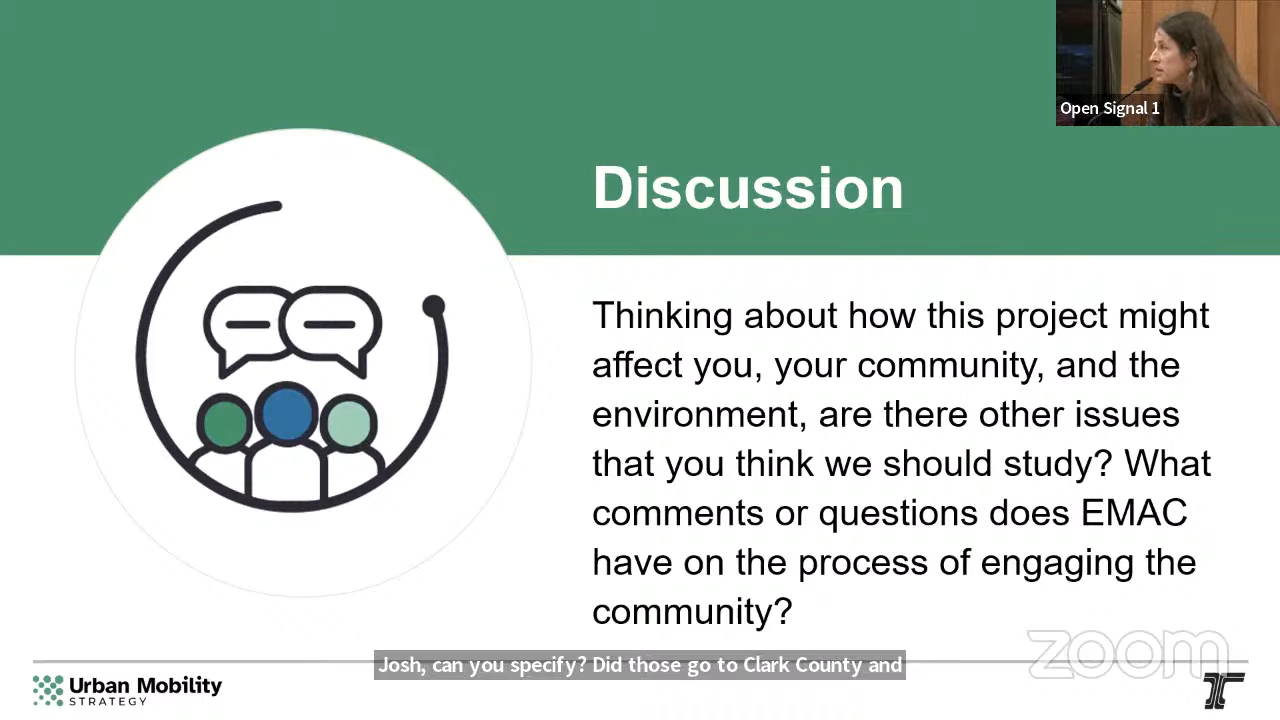 Open Signal 1
Discussion
Thinking about how this project might
affect you, your community, and the
environment, are there other issues
that you think we should study? What
comments or questions does EMAC
have on the process of engaging the
community?
zoom
Josh, can you specify? Did those go to Clark County and
Urban Mobility
STRATEGY